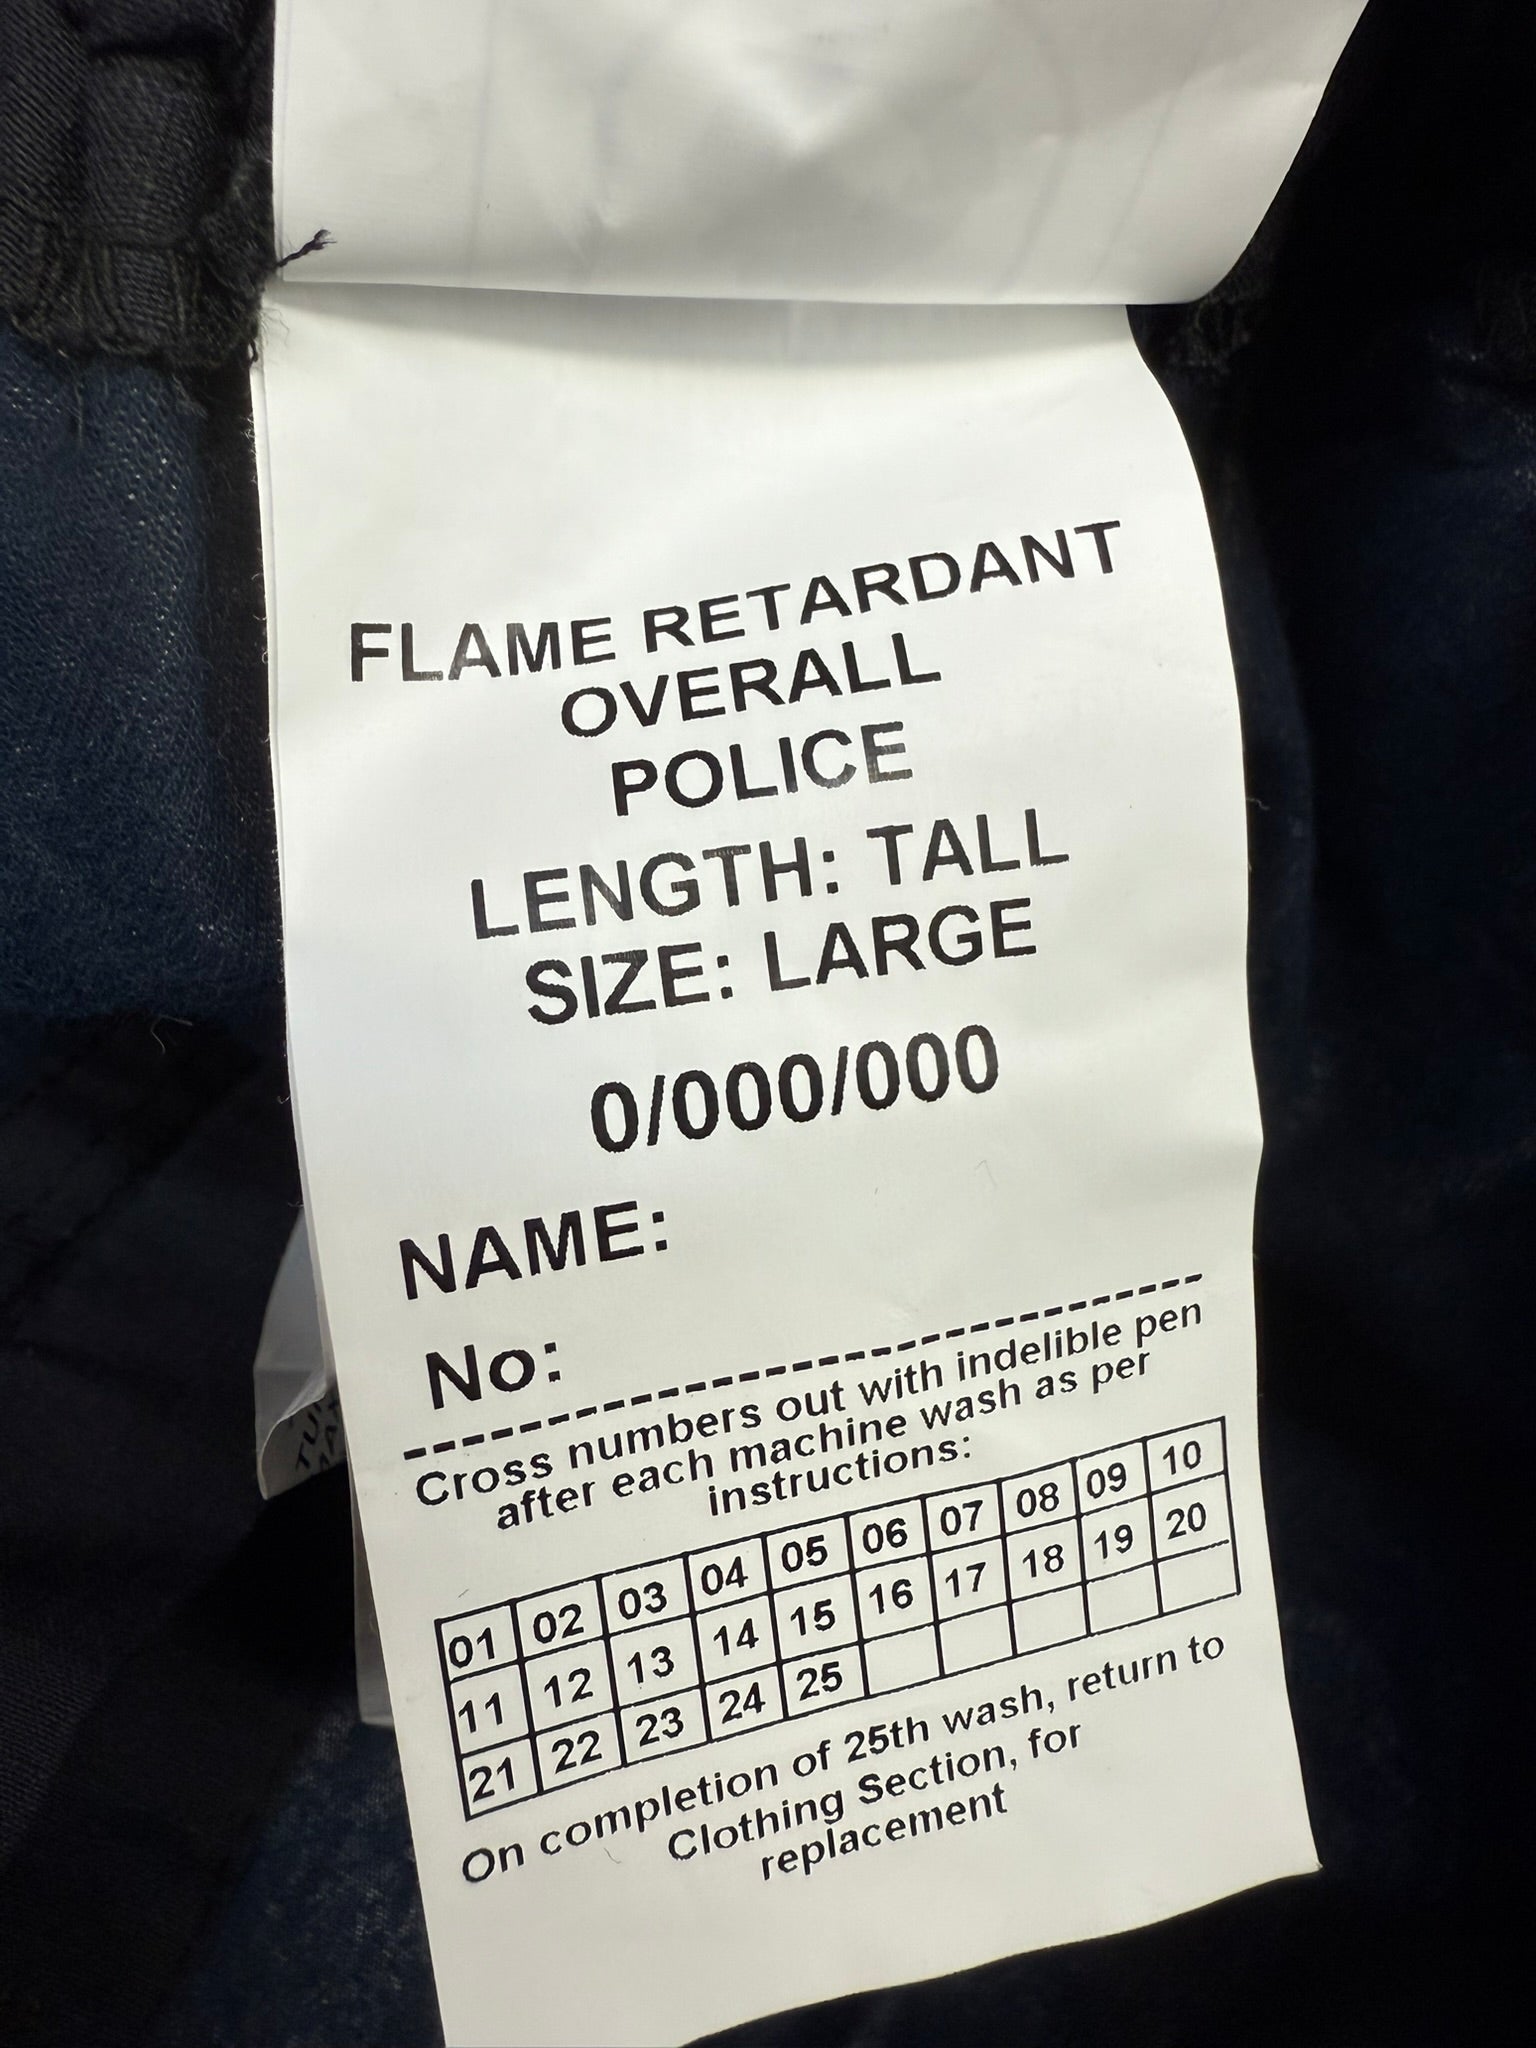 FLAME RETARDANT
OVERALL
POLICE
LENGTH: TALL
SIZE: LARGE
0/000/000
NAME:
No:
Cross numbers out with indelible pen
after each machine wash as per
instructions:
01 02 03 04 05 06 07 08 09 10
11 12 13 14 15 16 17 18 19 20
21 22 23 24 25
On completion of 25th wash, return to
Clothing Section, for
replacement